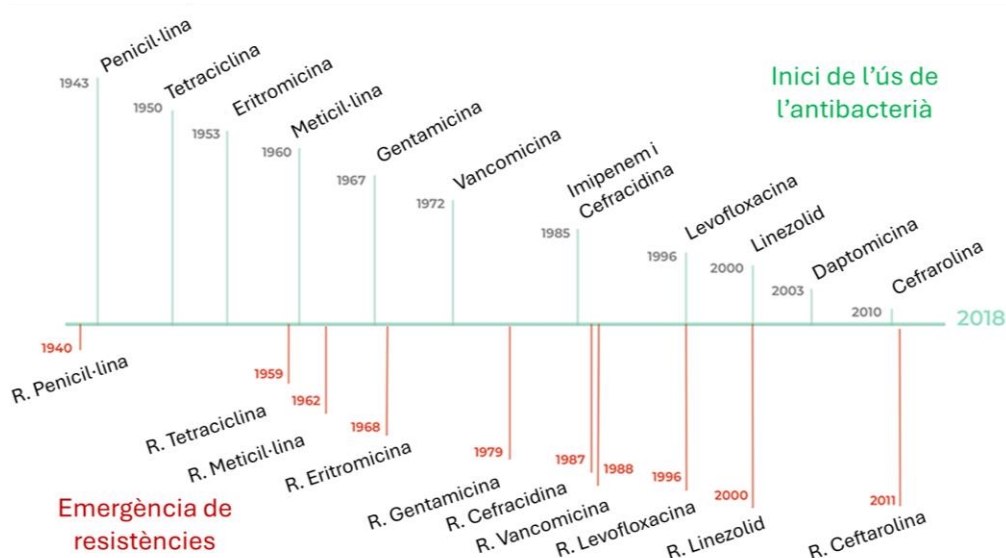 Penicil·lina
1943
Tetraciclina
1950
Eritromicina
1953
Meticil·lina
1960
Gentamicina
1967
Vancomicina
1972
Imipenem i
Cefracidina
1985
Levofloxacina
1996
Linezolid
2000
Daptomicina
2003
Cefrarolina
2010
Inici de l'ús de
l'antibacterià
2018
1940
R. Penicil·lina
1959
R. Tetraciclina
1962
R. Meticil·lina
1968
R. Eritromicina
1979
R. Gentamicina
1987
R. Cefracidina
1988
R. Vancomicina
1996
R. Levofloxacina
2000
R. Linezolid
2011
R. Ceftarolina
Emergència de
resistències